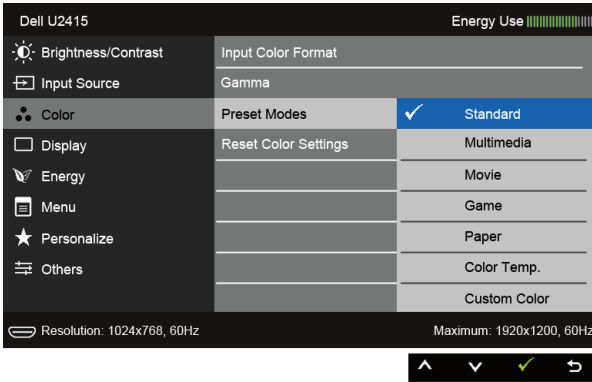 Dell U2415 Energy Use
Brightness/Contrast Input Color Format
Input Source Gamma
Color Preset Modes Standard
Display Reset Color Settings Multimedia
Energy Movie
Menu Game
Personalize Paper
Others Color Temp.
Custom Color
Resolution: 1024x768, 60Hz Maximum: 1920x1200, 60Hz